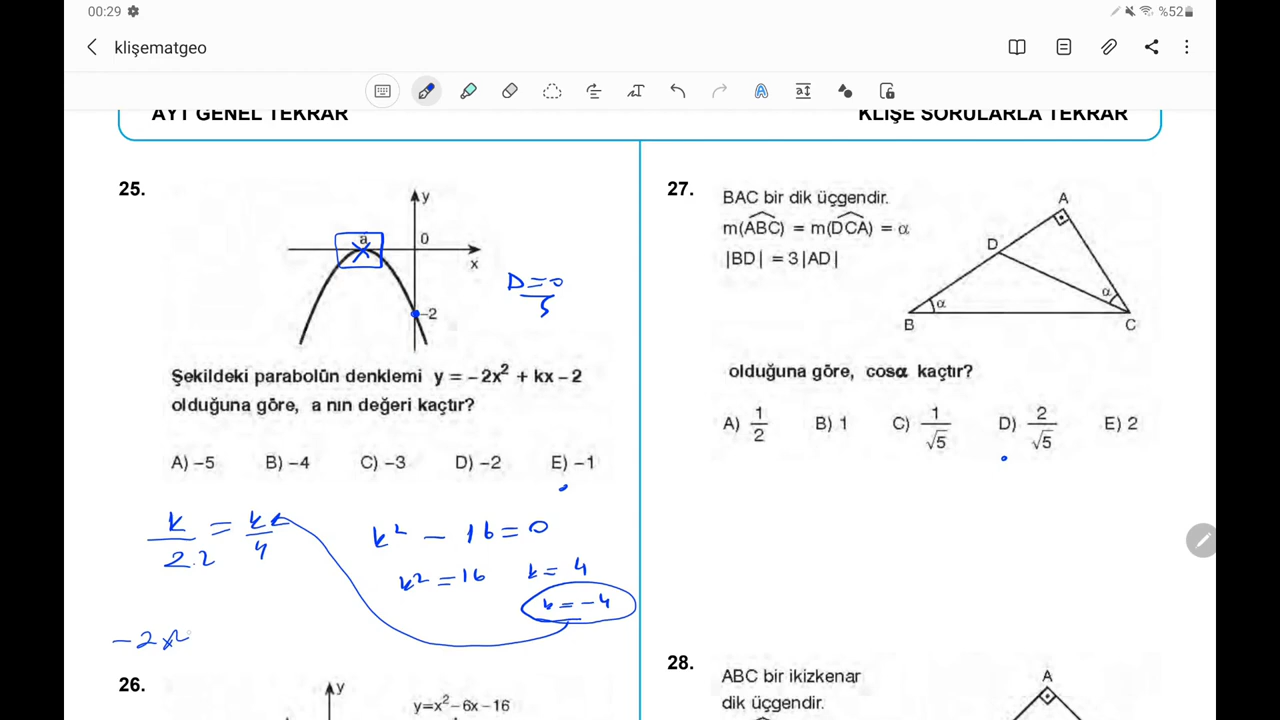 00:29 %52
klişematgeo
AYT GENEL TEKRAR KLİŞE SORULARLA TEKRAR
25.
y
a 0
x
-2
D=0
Şekildeki parabolün denklemi y = -2x² + kx - 2
olduğuna göre, a nın değeri kaçtır?
A) -5 B) -4 C) -3 D) -2 E) -1
k/2.2 = k/4
k² - 16 = 0
k² = 16 k = 4
k = -4
-2x²
26.
y
y=x²-6x-16
27.
BAC bir dik üçgendir.
m(ABC) = m(DCA) = α
|BD| = 3|AD|
A
D
α
α
B C
olduğuna göre, cosα kaçtır?
A) 1/2 B) 1 C) 1/√5 D) 2/√5 E) 2
28.
ABC bir ikizkenar
dik üçgendir.
A